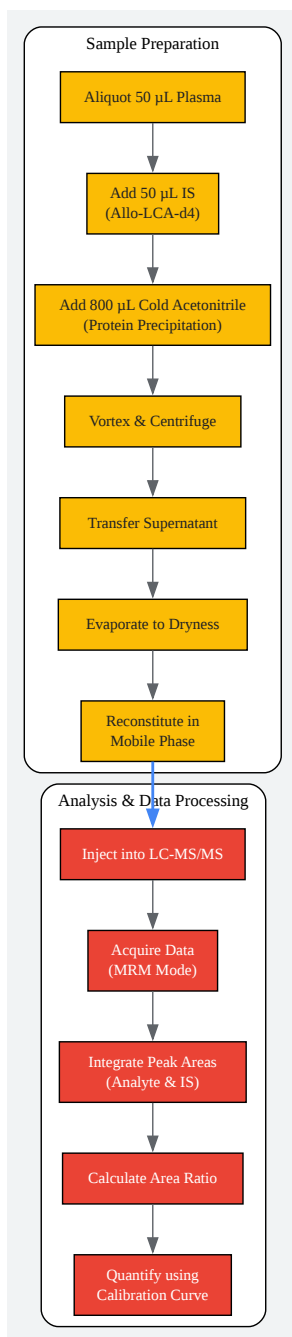 Sample Preparation
Aliquot 50 µL Plasma
Add 50 µL IS
(Allo-LCA-d4)
Add 800 µL Cold Acetonitrile
(Protein Precipitation)
Vortex & Centrifuge
Transfer Supernatant
Evaporate to Dryness
Reconstitute in
Mobile Phase
Analysis & Data Processing
Inject into LC-MS/MS
Acquire Data
(MRM Mode)
Integrate Peak Areas
(Analyte & IS)
Calculate Area Ratio
Quantify using
Calibration Curve